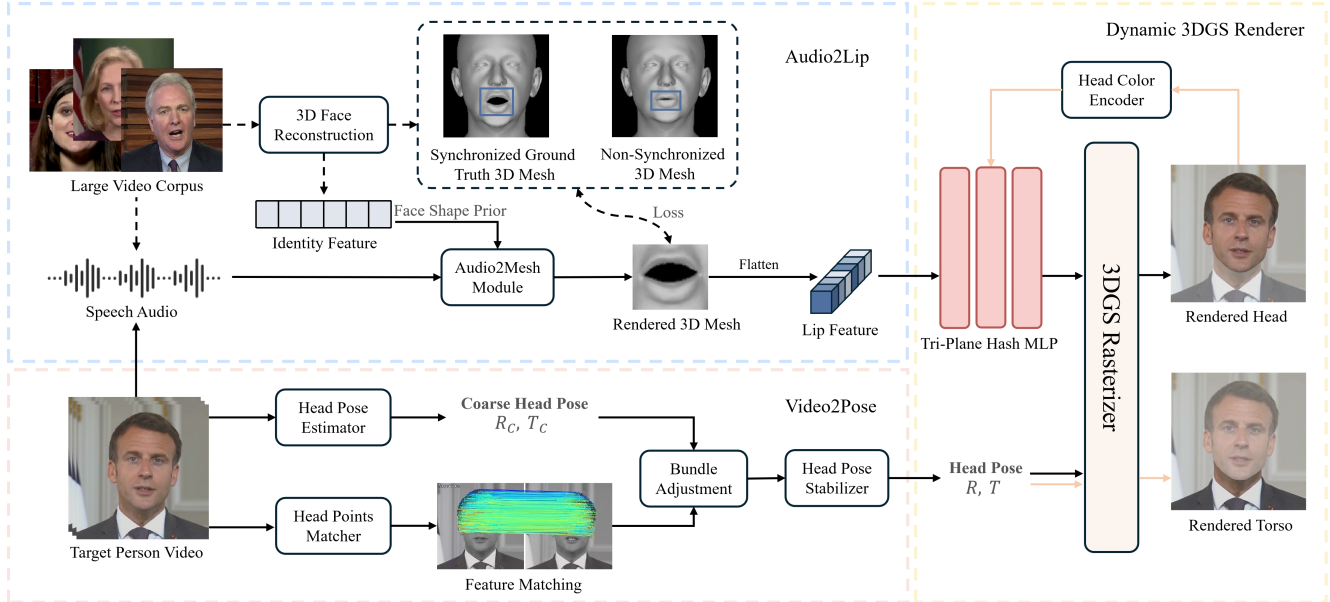 Audio2Lip
Large Video Corpus
3D Face
Reconstruction
Synchronized Ground
Truth 3D Mesh
Non-Synchronized
3D Mesh
Identity Feature
Face Shape Prior
Loss
Speech Audio
Audio2Mesh
Module
Rendered 3D Mesh
Flatten
Lip Feature
Video2Pose
Target Person Video
Head Pose
Estimator
Coarse Head Pose
R_C, T_C
Head Points
Matcher
Feature Matching
Bundle
Adjustment
Head Pose
Stabilizer
Dynamic 3DGS Renderer
Head Color
Encoder
Tri-Plane Hash MLP
3DGS Rasterizer
Rendered Head
Head Pose
R, T
Rendered Torso